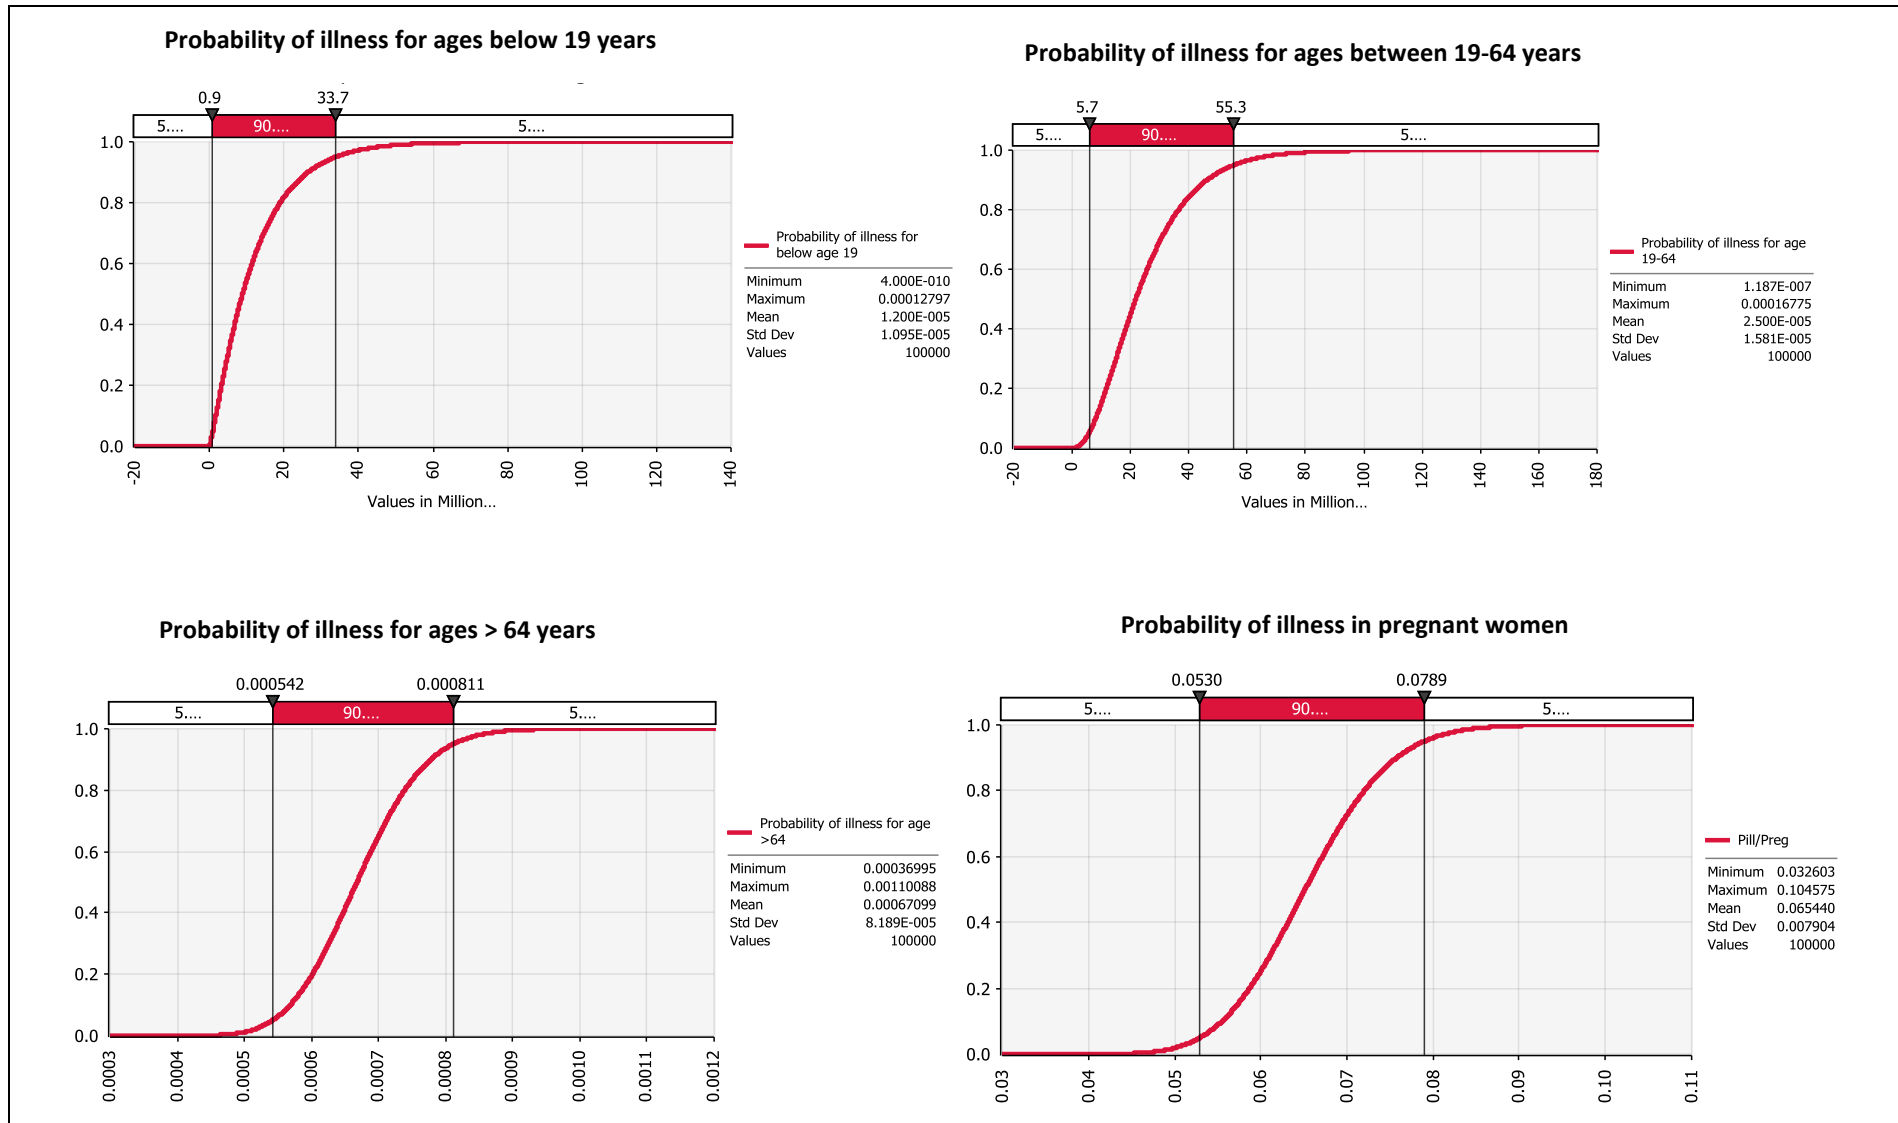 Probability of illness for ages below 19 years
0.9 33.7
5.... 90.... 5....
1.0
0.8
0.6
0.4
0.2
0.0
-20 0 20 40 60 80 100 120 140
Values in Million...
Probability of illness for
below age 19
Minimum 4.000E-010
Maximum 0.00012797
Mean 1.200E-005
Std Dev 1.095E-005
Values 100000
Probability of illness for ages between 19-64 years
5.7 55.3
5.... 90.... 5....
1.0
0.8
0.6
0.4
0.2
0.0
-20 0 20 40 60 80 100 120 140 160 180
Values in Million...
Probability of illness for age
19-64
Minimum 1.187E-007
Maximum 0.00016775
Mean 2.500E-005
Std Dev 1.581E-005
Values 100000
Probability of illness for ages > 64 years
0.000542 0.000811
5.... 90.... 5....
1.0
0.8
0.6
0.4
0.2
0.0
0.0003 0.0004 0.0005 0.0006 0.0007 0.0008 0.0009 0.0010 0.0011 0.0012
Probability of illness for age
>64
Minimum 0.00036995
Maximum 0.00110088
Mean 0.00067099
Std Dev 8.189E-005
Values 100000
Probability of illness in pregnant women
0.0530 0.0789
5.... 90.... 5....
1.0
0.8
0.6
0.4
0.2
0.0
0.03 0.04 0.05 0.06 0.07 0.08 0.09 0.10 0.11
Pill/Preg
Minimum 0.032603
Maximum 0.104575
Mean 0.065440
Std Dev 0.007904
Values 100000